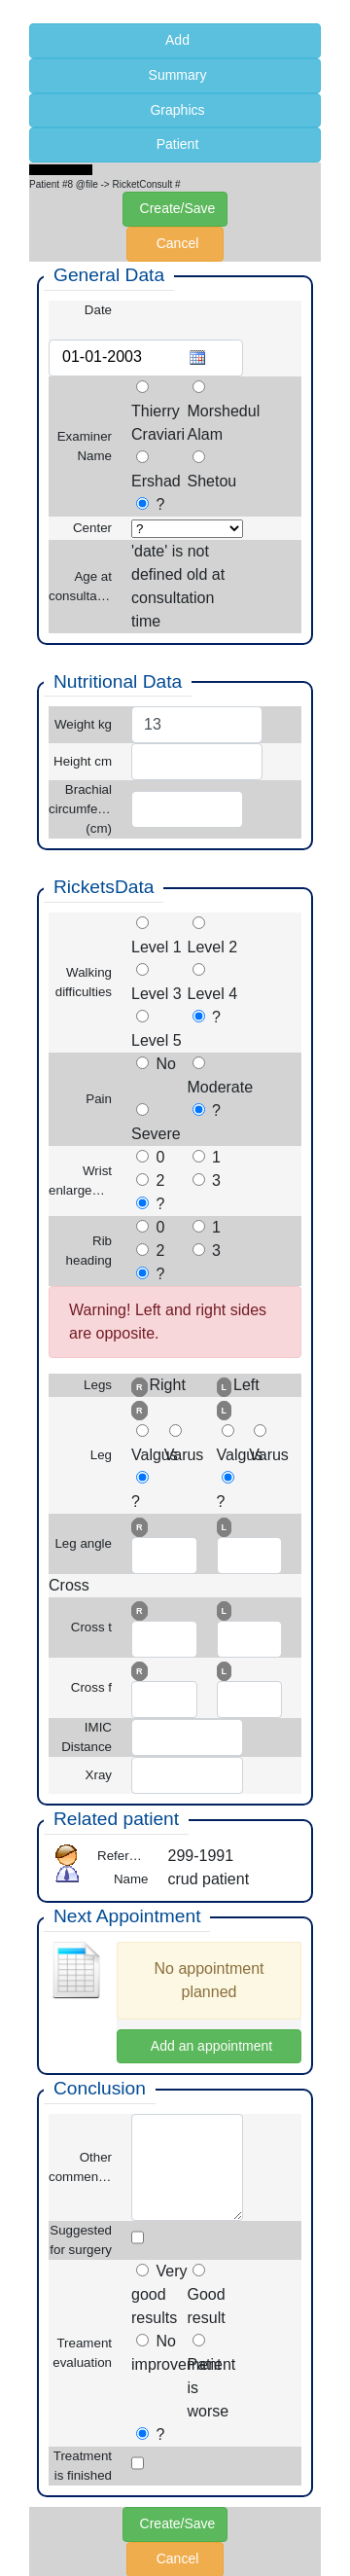 Add
Summary
Graphics
Patient
Patient #8 @file -> RicketConsult #
Create/Save
Cancel
General Data
Date
01-01-2003
Examiner Name
Thierry Craviari
Morshedul Alam
Ershad
Shetou
?
Center
?
Age at consulta…
'date' is not
defined old at
consultation
time
Nutritional Data
Weight kg
13
Height cm
Brachial
circumfe…
(cm)
RicketsData
Walking
difficulties
Level 1
Level 2
Level 3
Level 4
?
Level 5
Pain
No
Moderate
?
Severe
Wrist
enlarge…
0 1
2 3
?
Rib
heading
0 1
2 3
?
Warning! Left and right sides
are opposite.
Legs
R Right
L Left
R L
Leg
Valgus Varus
Valgus Varus
? ?
R L
Leg angle
Cross
R L
Cross t
R L
Cross f
IMIC
Distance
Xray
Related patient
Refer… 299-1991
Name crud patient
Next Appointment
No appointment
planned
Add an appointment
Conclusion
Other
commen…
Suggested
for surgery
Treament
evaluation
Very good results
Good result
No improvement
Patient is worse
?
Treatment
is finished
Create/Save
Cancel